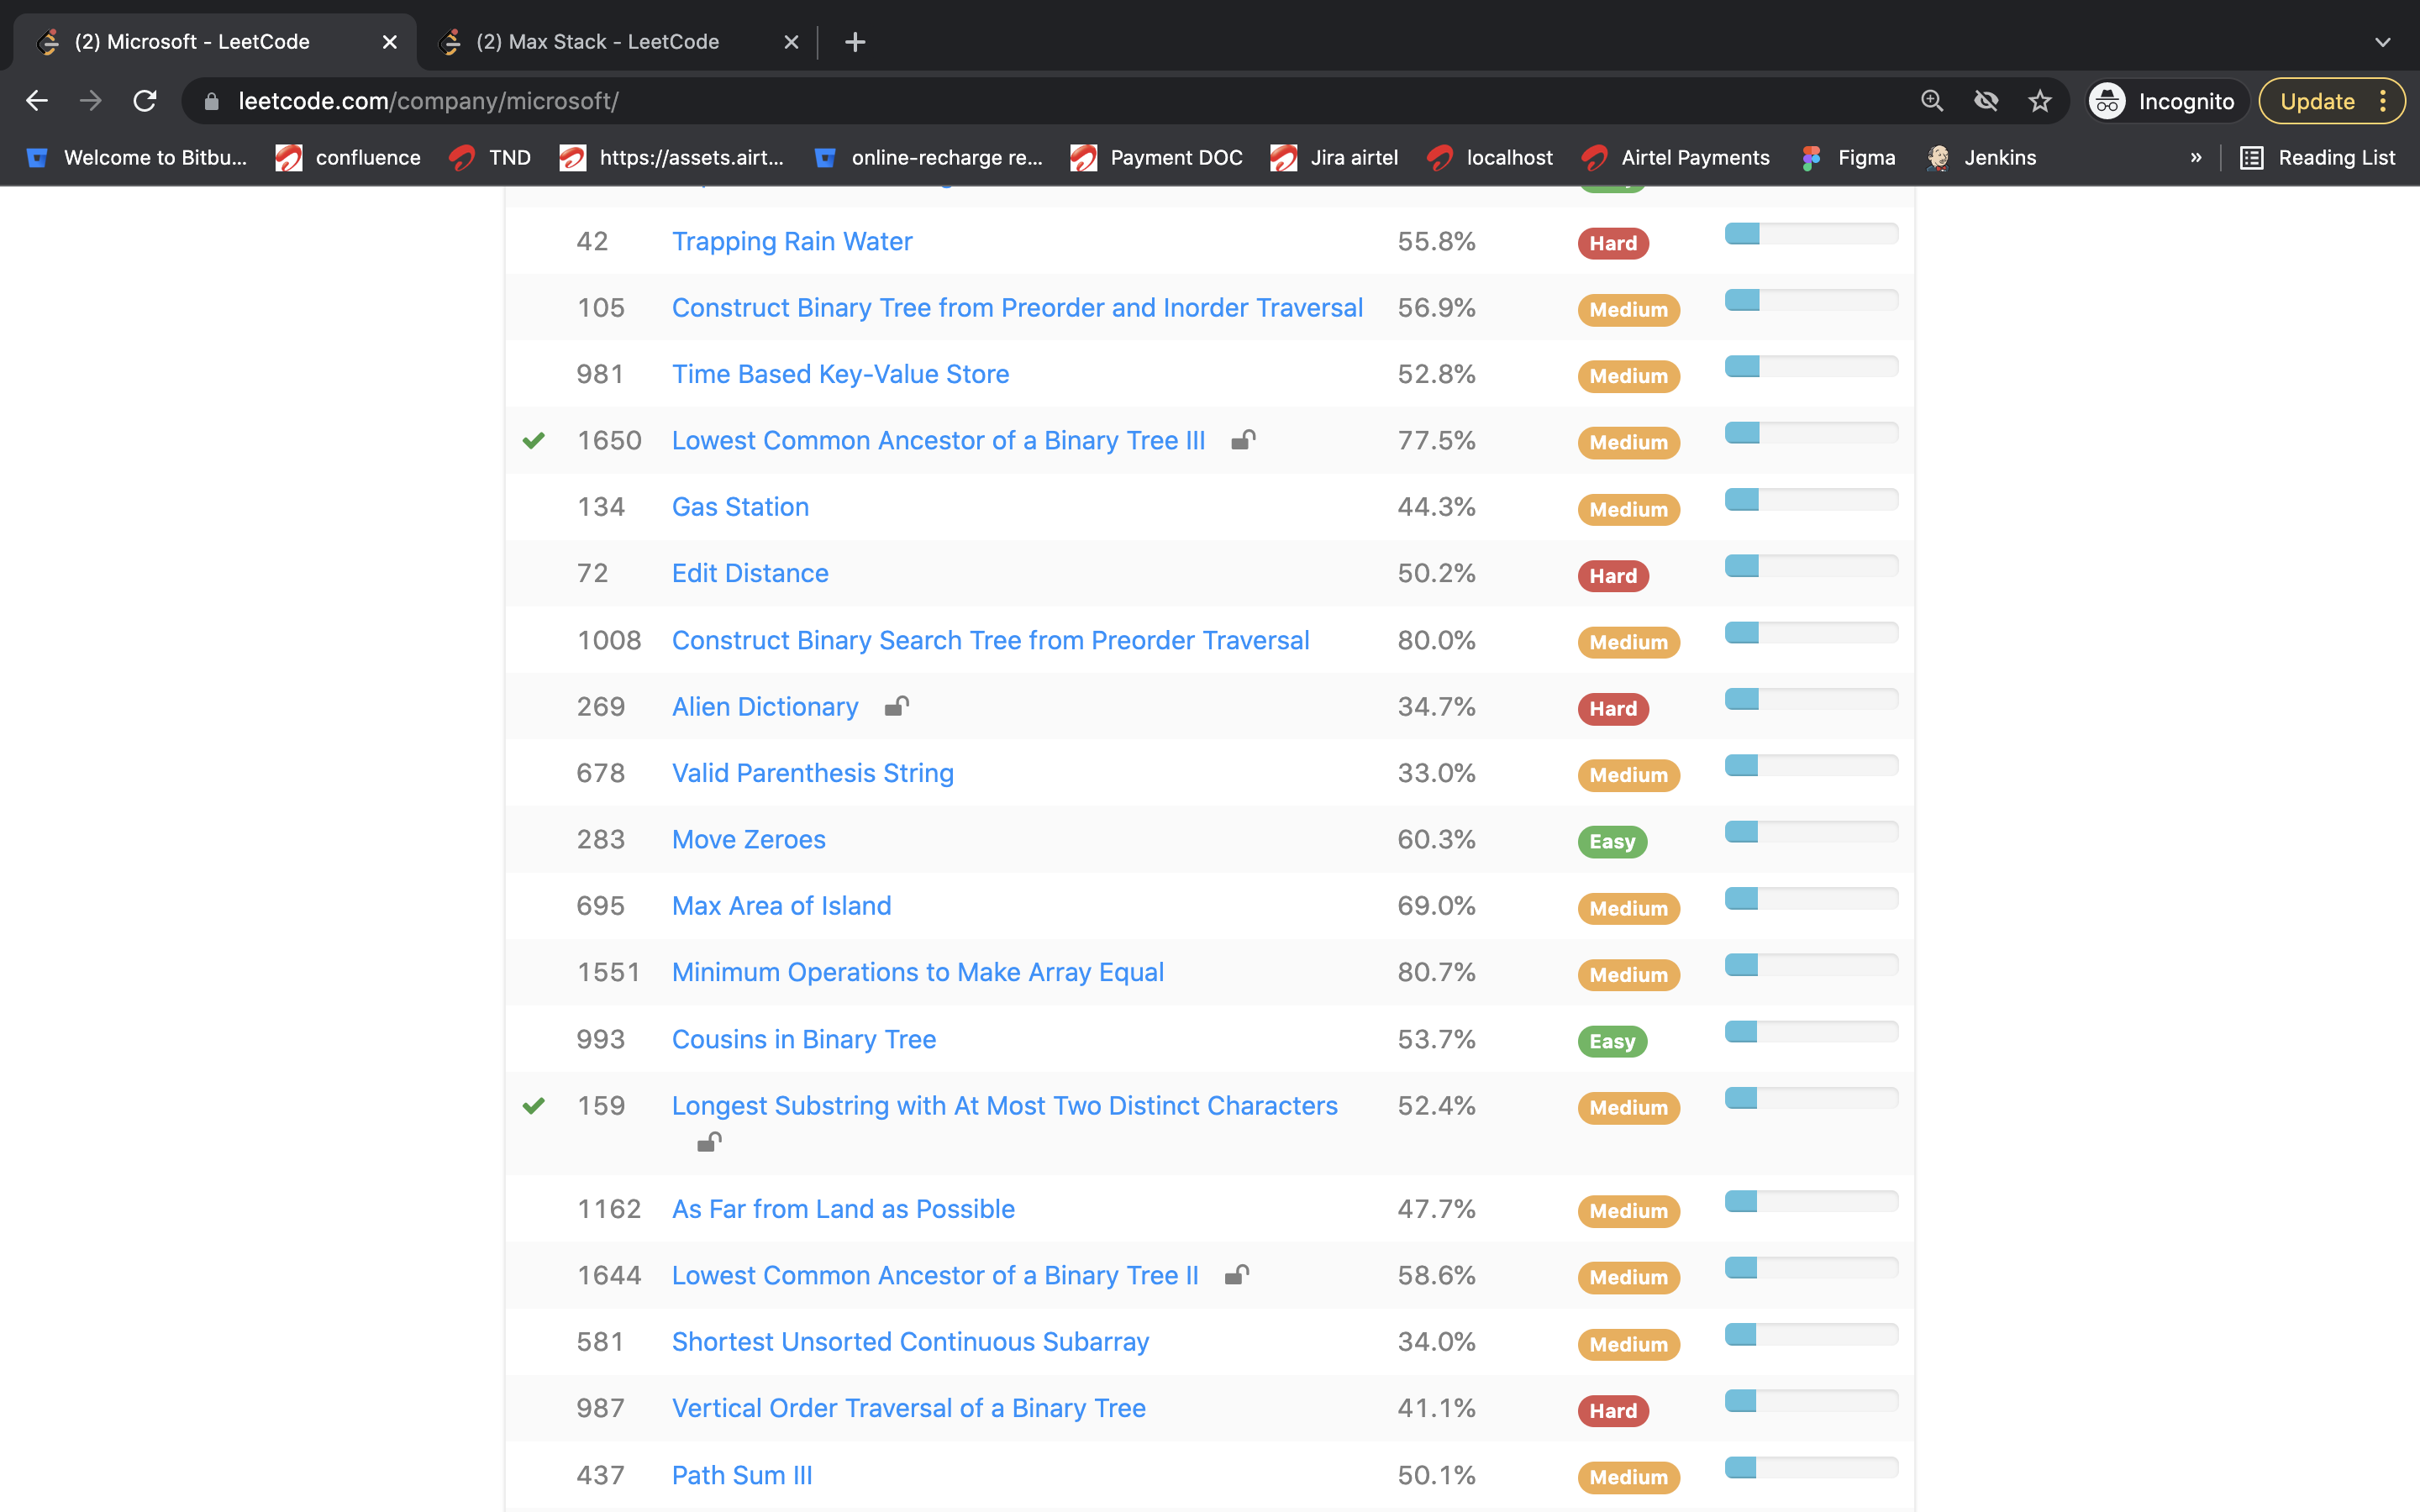 (2) Microsoft - LeetCode
(2) Max Stack - LeetCode
leetcode.com/company/microsoft/
Incognito
Update
Welcome to Bitbu...
confluence
TND
https://assets.airt...
online-recharge re...
Payment DOC
Jira airtel
localhost
Airtel Payments
Figma
Jenkins
»
Reading List
42 Trapping Rain Water 55.8% Hard
105 Construct Binary Tree from Preorder and Inorder Traversal 56.9% Medium
981 Time Based Key-Value Store 52.8% Medium
1650 Lowest Common Ancestor of a Binary Tree III 77.5% Medium
134 Gas Station 44.3% Medium
72 Edit Distance 50.2% Hard
1008 Construct Binary Search Tree from Preorder Traversal 80.0% Medium
269 Alien Dictionary 34.7% Hard
678 Valid Parenthesis String 33.0% Medium
283 Move Zeroes 60.3% Easy
695 Max Area of Island 69.0% Medium
1551 Minimum Operations to Make Array Equal 80.7% Medium
993 Cousins in Binary Tree 53.7% Easy
159 Longest Substring with At Most Two Distinct Characters 52.4% Medium
1162 As Far from Land as Possible 47.7% Medium
1644 Lowest Common Ancestor of a Binary Tree II 58.6% Medium
581 Shortest Unsorted Continuous Subarray 34.0% Medium
987 Vertical Order Traversal of a Binary Tree 41.1% Hard
437 Path Sum III 50.1% Medium